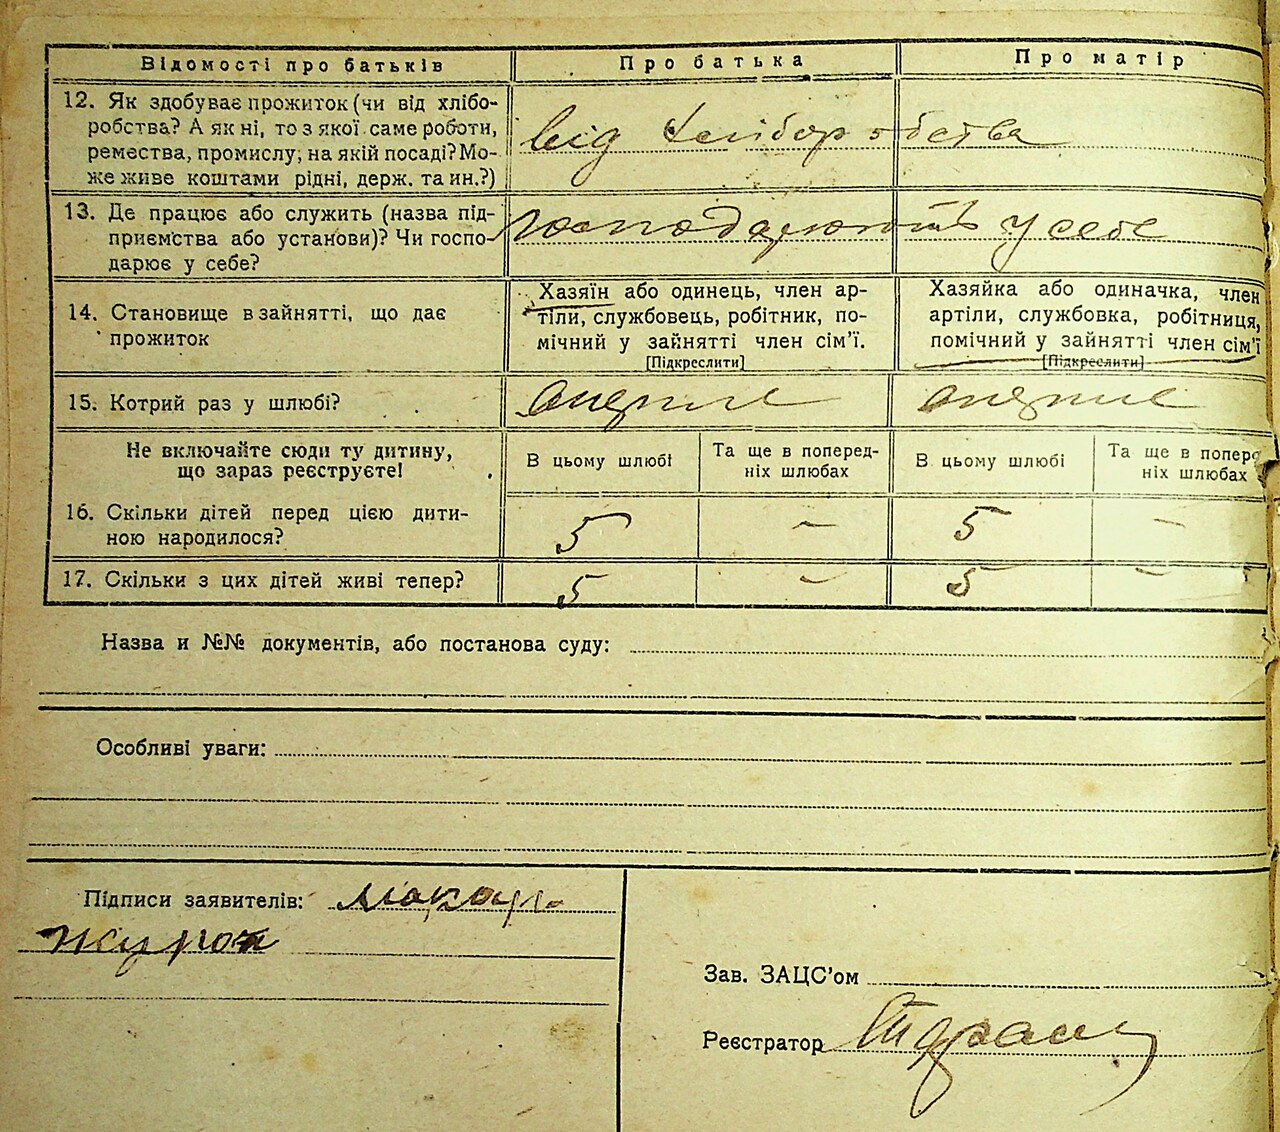 Відомості про батьків Про батька Про матір
12. Як здобуває прожиток (чи від хлібо-
робства? А як ні, то з якої саме роботи,
ремества, промислу, на якій посаді? Мо-
же живе коштами рідні, держ. та ин.?)
від хліборобства
13. Де працює або служить (назва під-
приємства або установи)? Чи госпо-
дарює у себе?
господарюють у себе
14. Становище в зайнятті, що дає
прожиток
Хазяїн або одинець, член ар-
тіли, службовець, робітник, по-
мічний у зайнятті член сім'ї.
[Підкреслити]
Хазяйка або одиначка, член
артіли, службовка, робітниця,
помічний у зайнятті член сім'ї
[Підкреслити]
15. Котрий раз у шлюбі?
Не включайте сюди ту дитину,
що зараз реєструєте!
В цьому шлюбі
Та ще в поперед-
ніх шлюбах
В цьому шлюбі
Та ще в поперед
ніх шлюбах
16. Скільки дітей перед цією дити-
ною народилося?
5 – 5 –
17. Скільки з цих дітей живі тепер?
5 – 5 –
Назва и №№ документів, або постанова суду:
Особливі уваги:
Підписи заявителів: Макар
Зав. ЗАЦС'ом
Реєстратор